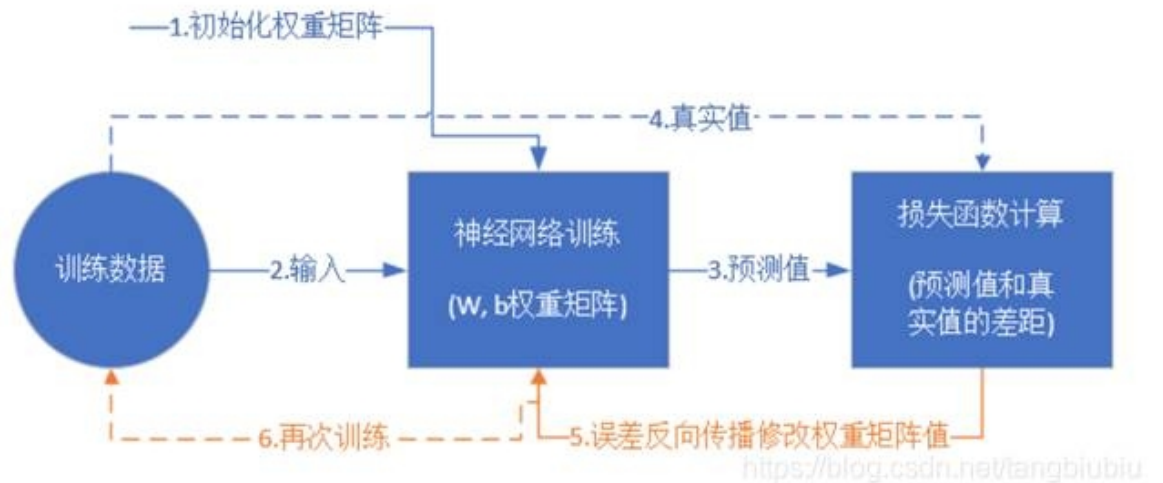 1.初始化权重矩阵
4.真实值
训练数据
2.输入
神经网络训练
(W, b权重矩阵)
3.预测值
损失函数计算
(预测值和真
实值的差距)
6.再次训练
5.误差反向传播修改权重矩阵值
https://blog.csdn.net/tangbiubiu